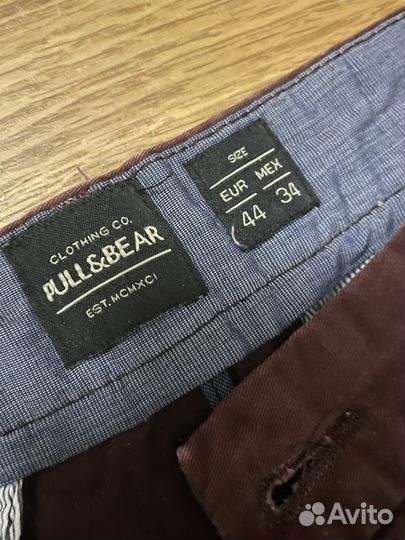 CLOTHING CO.
PULL&BEAR
EST. MCMXCI
SIZE
EUR MEX
44 34
Avito